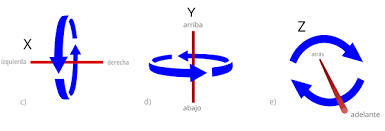 X
izquierda
derecha
c)
Y
arriba
abajo
d)
Z
atrás
adelante
e)